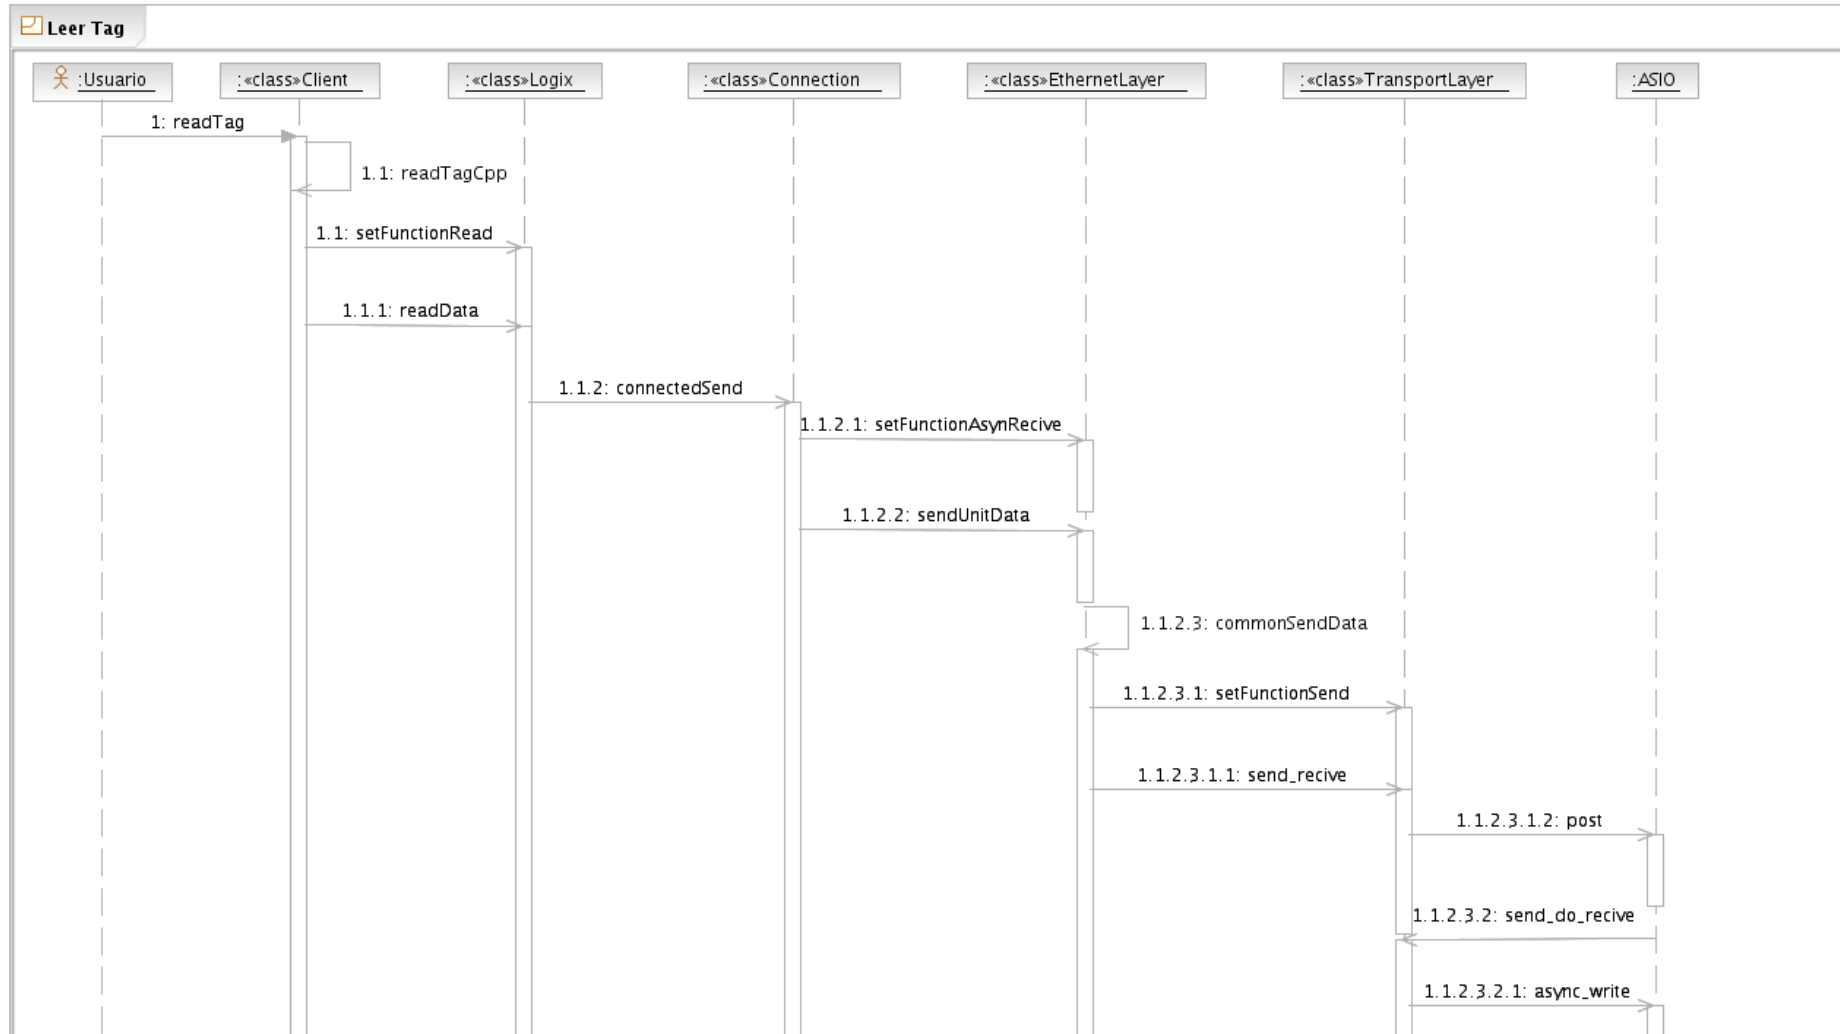 Leer Tag
:Usuario
:«class»Client
:«class»Logix
:«class»Connection
:«class»EthernetLayer
:«class»TransportLayer
:ASIO
1: readTag
1.1: readTagCpp
1.1: setFunctionRead
1.1.1: readData
1.1.2: connectedSend
1.1.2.1: setFunctionAsynRecive
1.1.2.2: sendUnitData
1.1.2.3: commonSendData
1.1.2.3.1: setFunctionSend
1.1.2.3.1.1: send_recive
1.1.2.3.1.2: post
1.1.2.3.2: send_do_recive
1.1.2.3.2.1: async_write